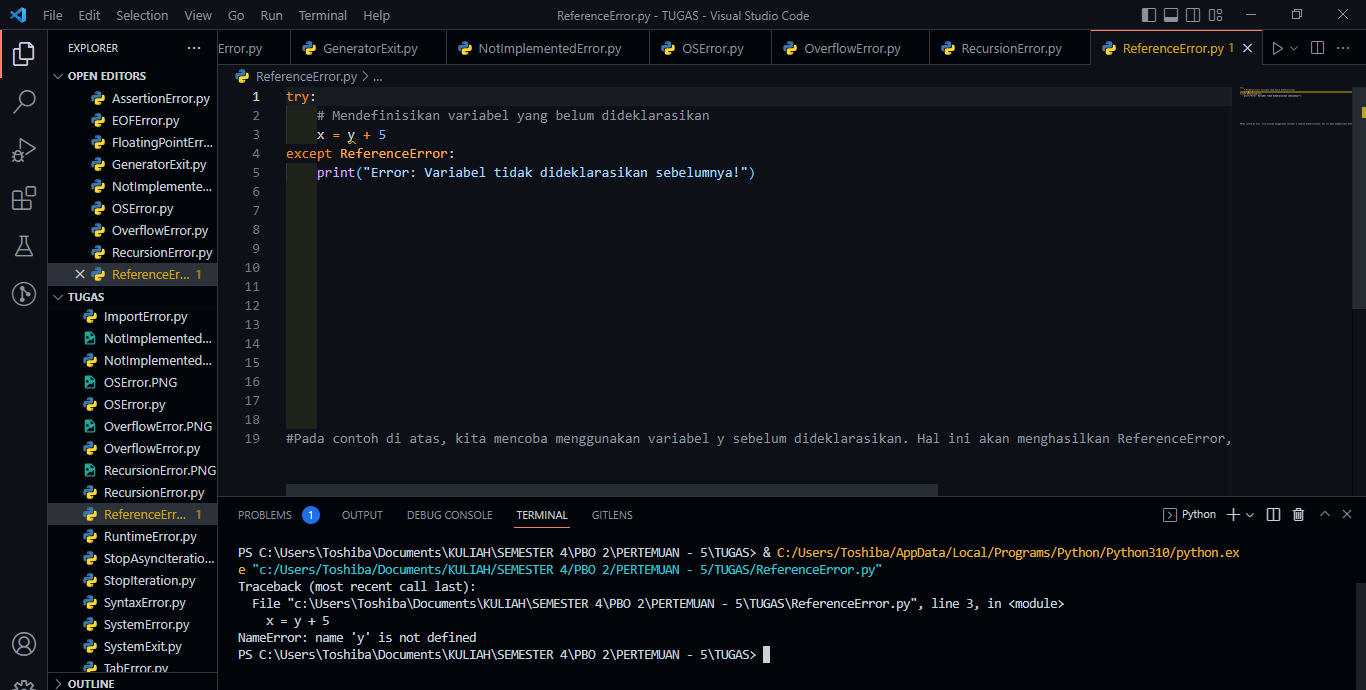 File Edit Selection View Go Run Terminal Help
ReferenceError.py - TUGAS - Visual Studio Code
EXPLORER
OPEN EDITORS
AssertionError.py
EOFError.py
FloatingPointErr...
GeneratorExit.py
NotImplemente...
OSError.py
OverflowError.py
RecursionError.py
ReferenceEr... 1
TUGAS
ImportError.py
NotImplemented...
NotImplemented...
OSError.PNG
OSError.py
OverflowError.PNG
OverflowError.py
RecursionError.PNG
RecursionError.py
ReferenceErr... 1
RuntimeError.py
StopAsyncIteratio...
StopIteration.py
SyntaxError.py
SystemError.py
SystemExit.py
TabError.py
OUTLINE
Error.py GeneratorExit.py NotImplementedError.py OSError.py OverflowError.py RecursionError.py ReferenceError.py 1
ReferenceError.py > ...
1 try:
2 # Mendefinisikan variabel yang belum dideklarasikan
3 x = y + 5
4 except ReferenceError:
5 print("Error: Variabel tidak dideklarasikan sebelumnya!")
6
7
8
9
10
11
12
13
14
15
16
17
18
19 #Pada contoh di atas, kita mencoba menggunakan variabel y sebelum dideklarasikan. Hal ini akan menghasilkan ReferenceError,
PROBLEMS 1 OUTPUT DEBUG CONSOLE TERMINAL GITLENS
Python
PS C:\Users\Toshiba\Documents\KULIAH\SEMESTER 4\PBO 2\PERTEMUAN - 5\TUGAS> & C:/Users/Toshiba/AppData/Local/Programs/Python/Python310/python.ex
e "c:/Users/Toshiba/Documents/KULIAH/SEMESTER 4/PBO 2/PERTEMUAN - 5/TUGAS/ReferenceError.py"
Traceback (most recent call last):
File "c:\Users\Toshiba\Documents\KULIAH\SEMESTER 4\PBO 2\PERTEMUAN - 5\TUGAS\ReferenceError.py", line 3, in <module>
x = y + 5
NameError: name 'y' is not defined
PS C:\Users\Toshiba\Documents\KULIAH\SEMESTER 4\PBO 2\PERTEMUAN - 5\TUGAS>